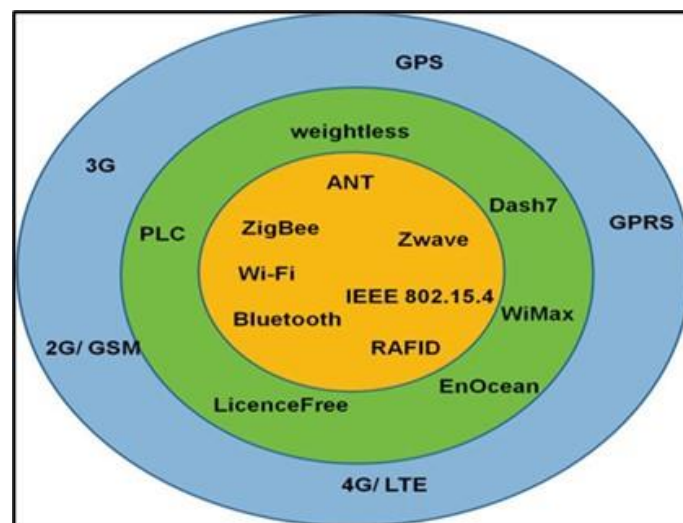 GPS
weightless
3G
ANT
Dash7
GPRS
ZigBee
PLC
Zwave
Wi-Fi
IEEE 802.15.4
WiMax
Bluetooth
2G/ GSM
RAFID
EnOcean
LicenceFree
4G/ LTE